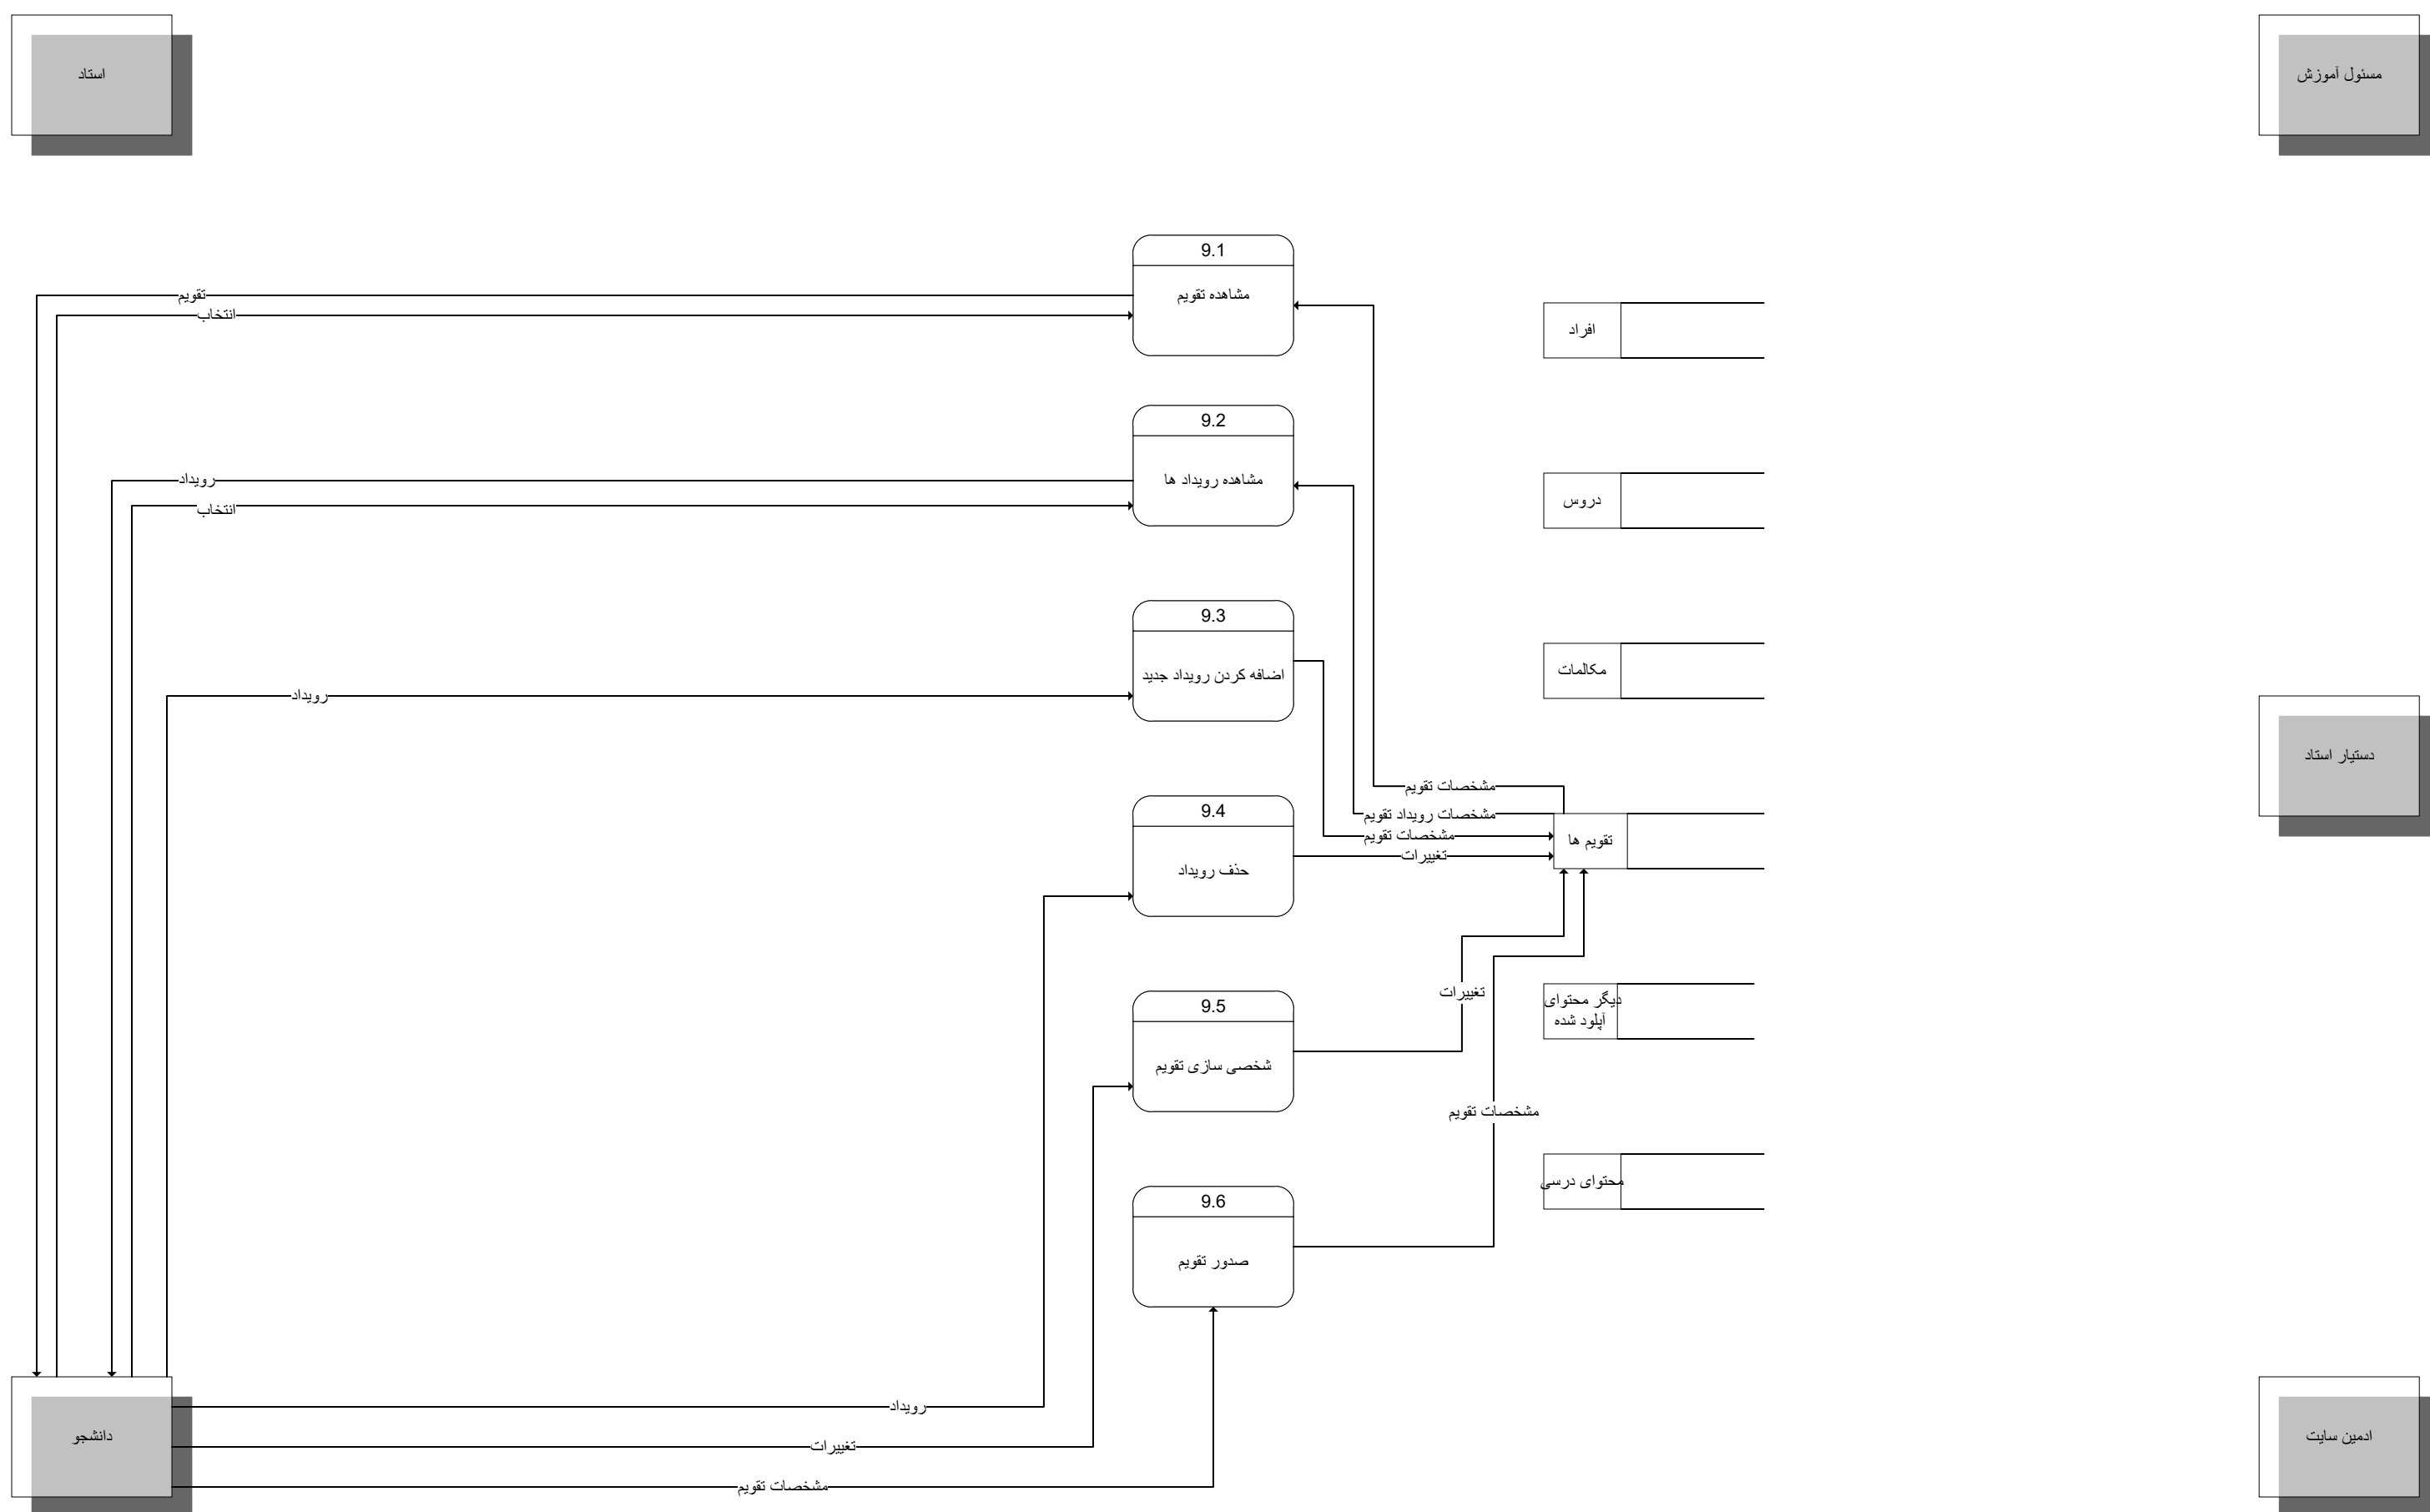 استاد
مسئول آموزش
9.1
مشاهده تقویم
تقویم
انتخاب
افراد
9.2
مشاهده رویداد ها
رویداد
انتخاب
دروس
9.3
اضافه کردن رویداد جدید
رویداد
مکالمات
دستیار استاد
مشخصات تقویم
مشخصات رویداد تقویم
مشخصات تقویم
تغییرات
تقویم ها
9.4
حذف رویداد
تغییرات
دیگر محتوای
آپلود شده
9.5
شخصی سازی تقویم
مشخصات تقویم
محتوای درسی
9.6
صدور تقویم
رویداد
تغییرات
مشخصات تقویم
دانشجو
ادمین سایت